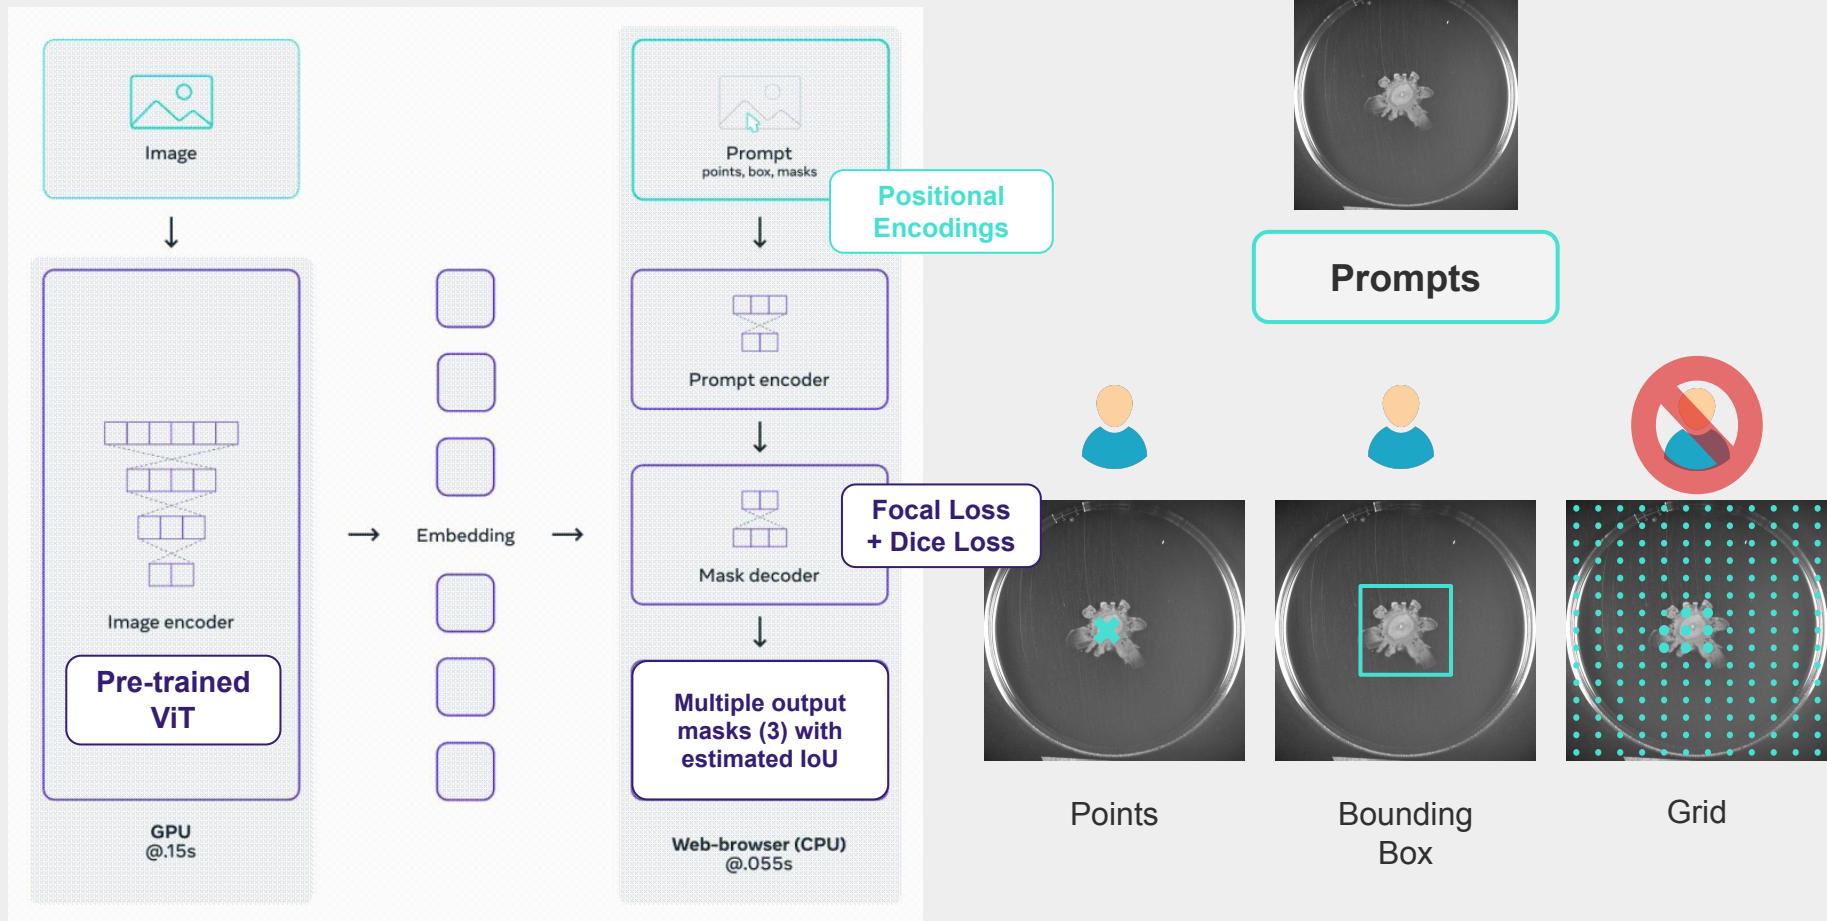 Image
Prompt
points, box, masks
Positional
Encodings
Prompts
Prompt encoder
Embedding
Mask decoder
Focal Loss
+ Dice Loss
Image encoder
Pre-trained
ViT
Multiple output
masks (3) with
estimated IoU
GPU
@.15s
Web-browser (CPU)
@.055s
Points
Bounding
Box
Grid